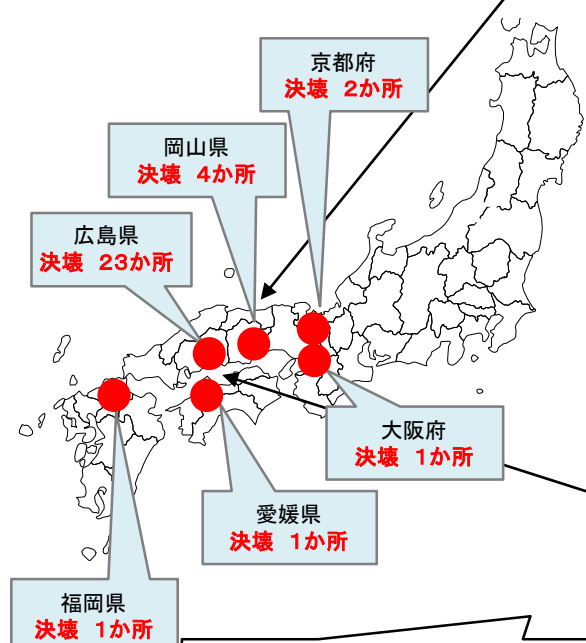 京都府
決壊 2か所
岡山県
決壊 4か所
広島県
決壊 23か所
大阪府
決壊 1か所
愛媛県
決壊 1か所
福岡県
決壊 1か所